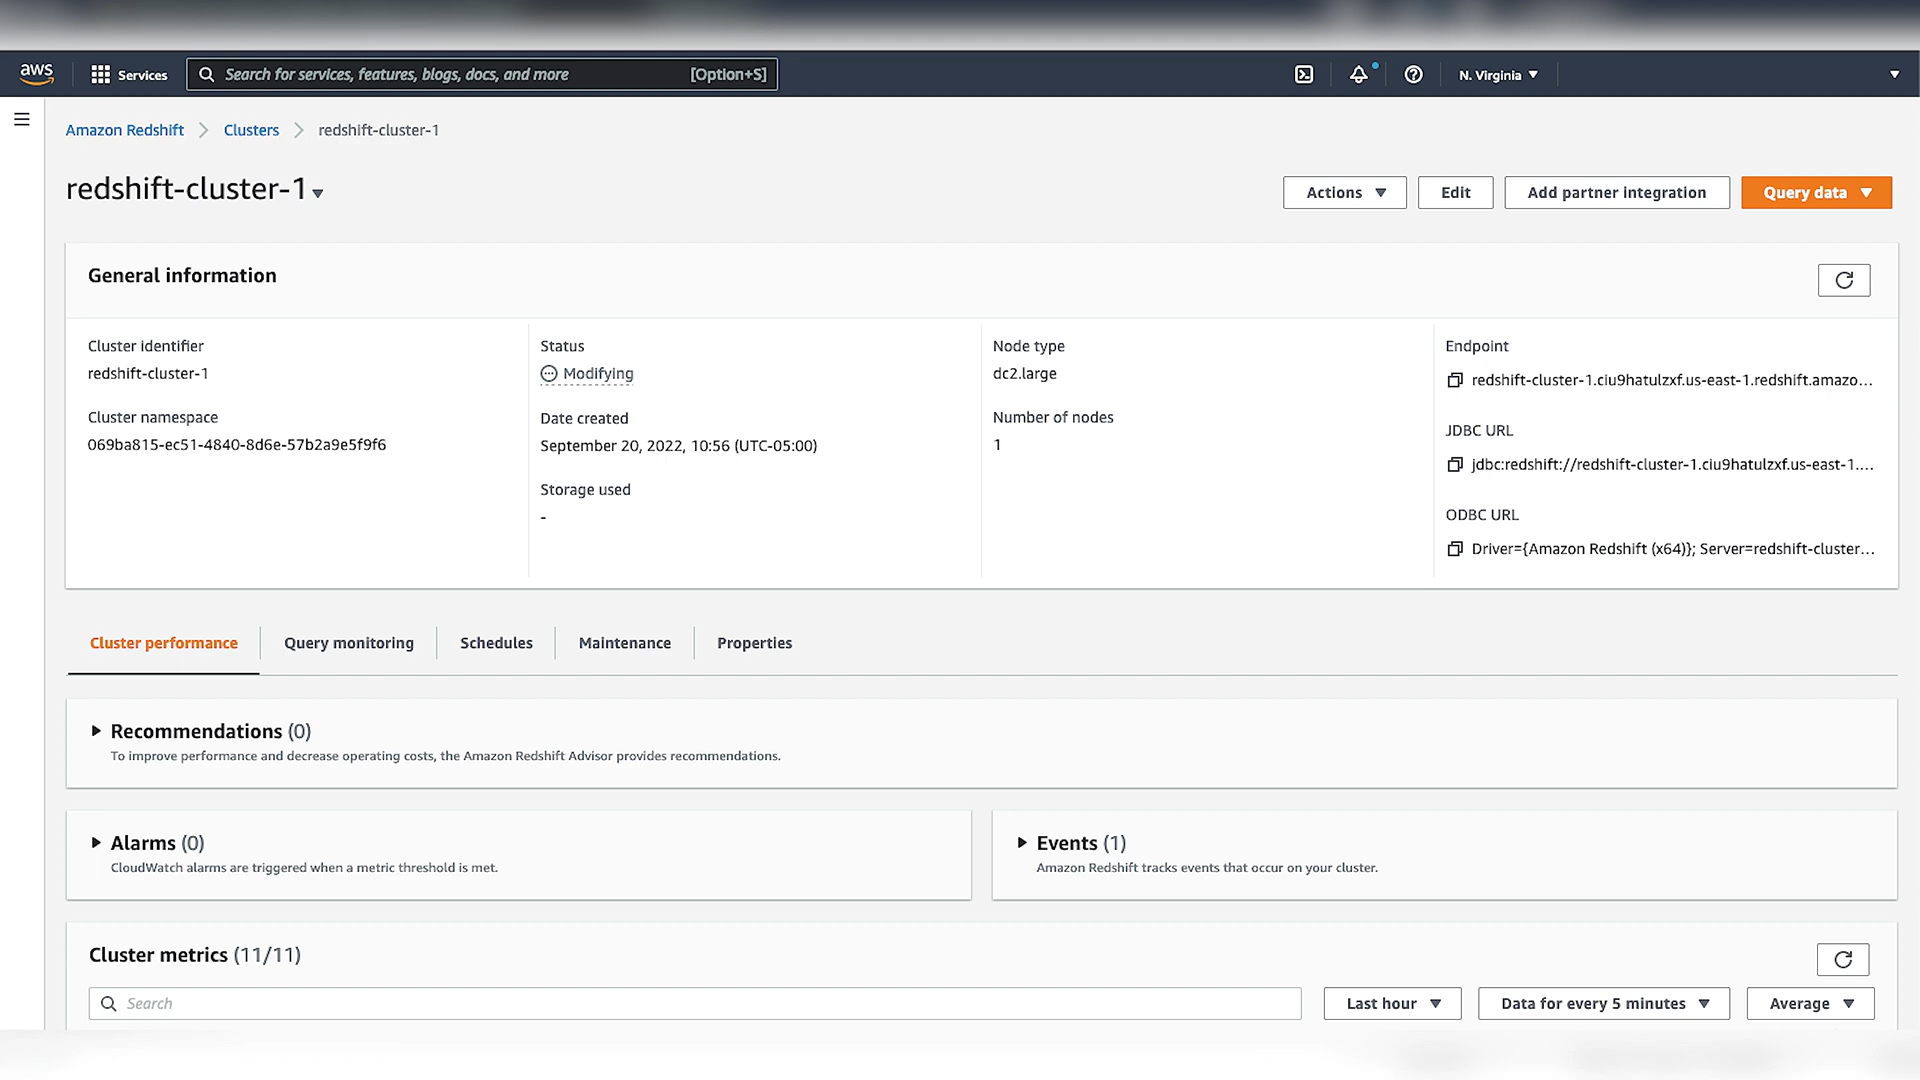 aws
Services
Search for services, features, blogs, docs, and more [Option+S]
N. Virginia
Amazon Redshift
Clusters
redshift-cluster-1
redshift-cluster-1
Actions
Edit
Add partner integration
Query data
General information
Cluster identifier
redshift-cluster-1
Cluster namespace
069ba815-ec51-4840-8d6e-57b2a9e5f9f6
Status
Modifying
Date created
September 20, 2022, 10:56 (UTC-05:00)
Storage used
-
Node type
dc2.large
Number of nodes
1
Endpoint
redshift-cluster-1.ciu9hatulzxf.us-east-1.redshift.amazo...
JDBC URL
jdbc:redshift://redshift-cluster-1.ciu9hatulzxf.us-east-1....
ODBC URL
Driver={Amazon Redshift (x64)}; Server=redshift-cluster...
Cluster performance
Query monitoring
Schedules
Maintenance
Properties
Recommendations (0)
To improve performance and decrease operating costs, the Amazon Redshift Advisor provides recommendations.
Alarms (0)
CloudWatch alarms are triggered when a metric threshold is met.
Events (1)
Amazon Redshift tracks events that occur on your cluster.
Cluster metrics (11/11)
Search
Last hour
Data for every 5 minutes
Average